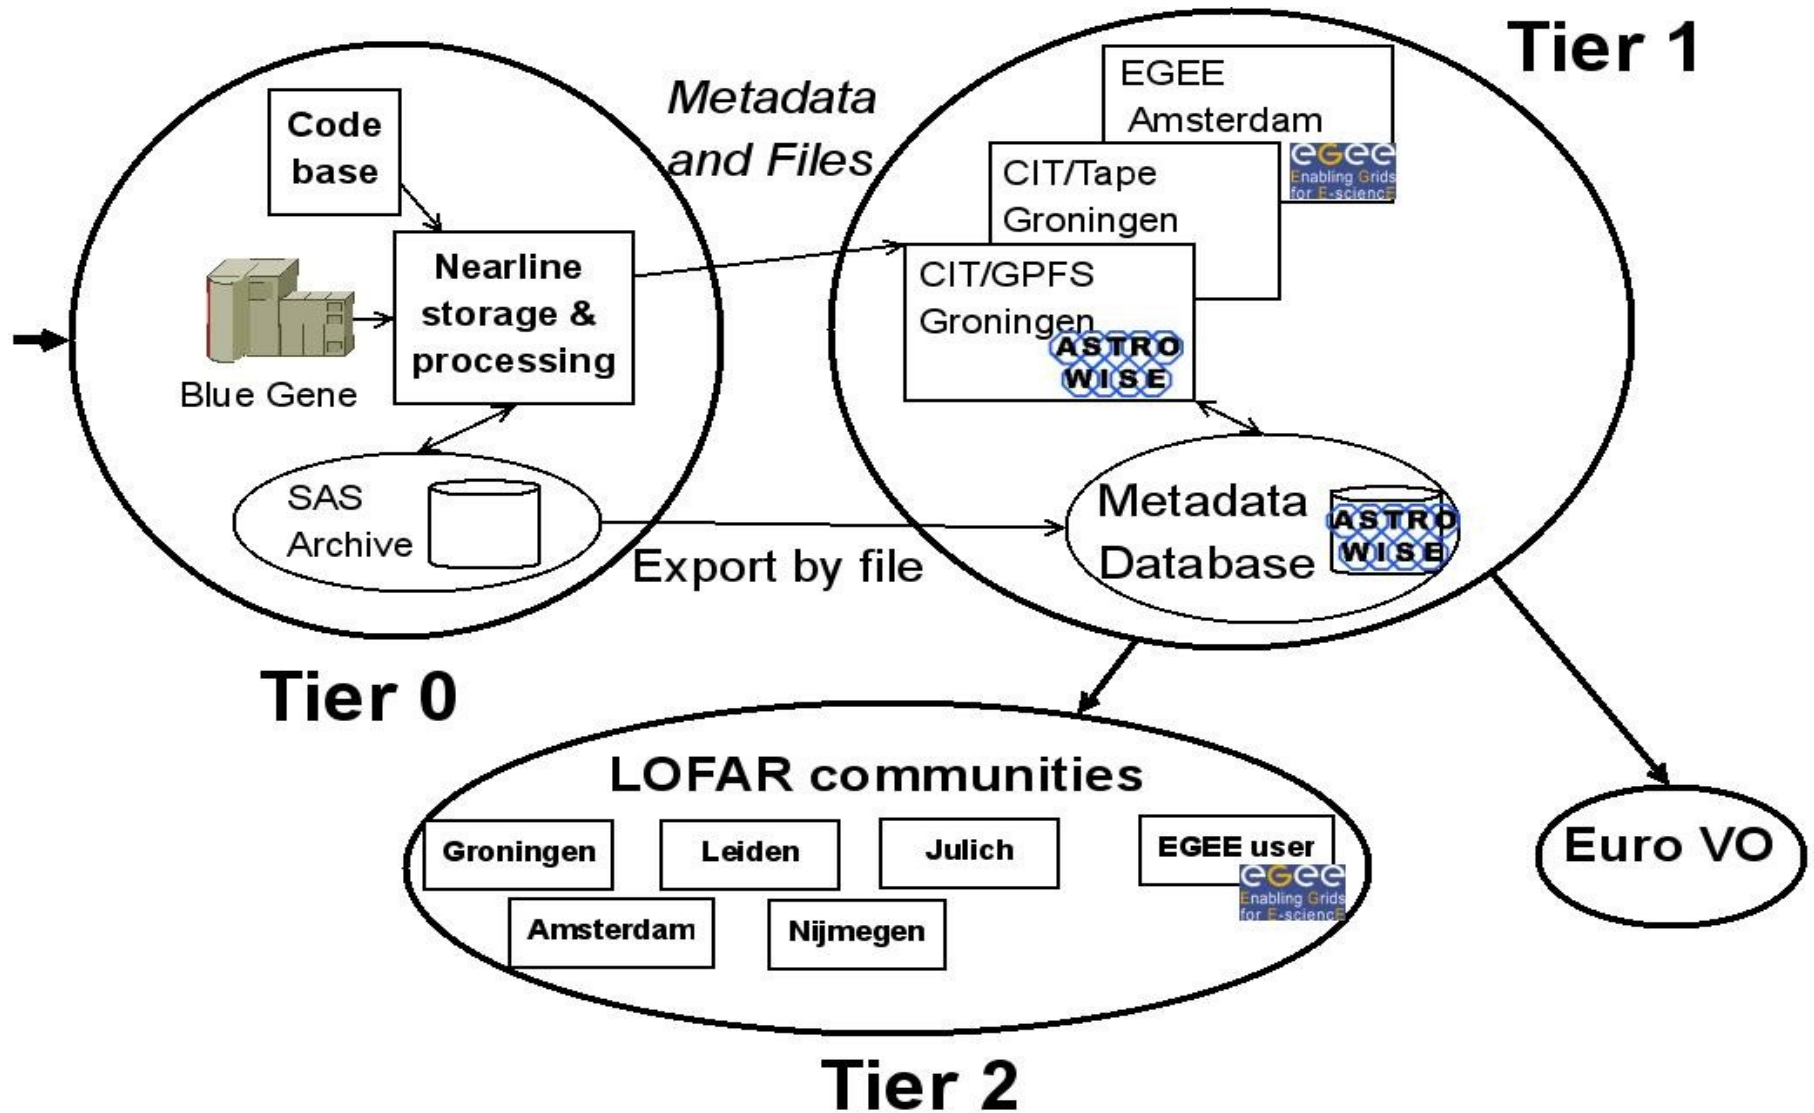 Tier 1
EGEE
Amsterdam
eGee
Enabling Grids
for E-sciencE
Metadata
and Files
Code
base
CIT/Tape
Groningen
Nearline
storage &
processing
CIT/GPFS
Groningen
ASTRO
WISE
Blue Gene
SAS
Archive
Export by file
Metadata
Database
ASTRO
WISE
Tier 0
LOFAR communities
Groningen
Leiden
Julich
EGEE user
eGee
Enabling Grids
for E-sciencE
Amsterdam
Nijmegen
Euro VO
Tier 2